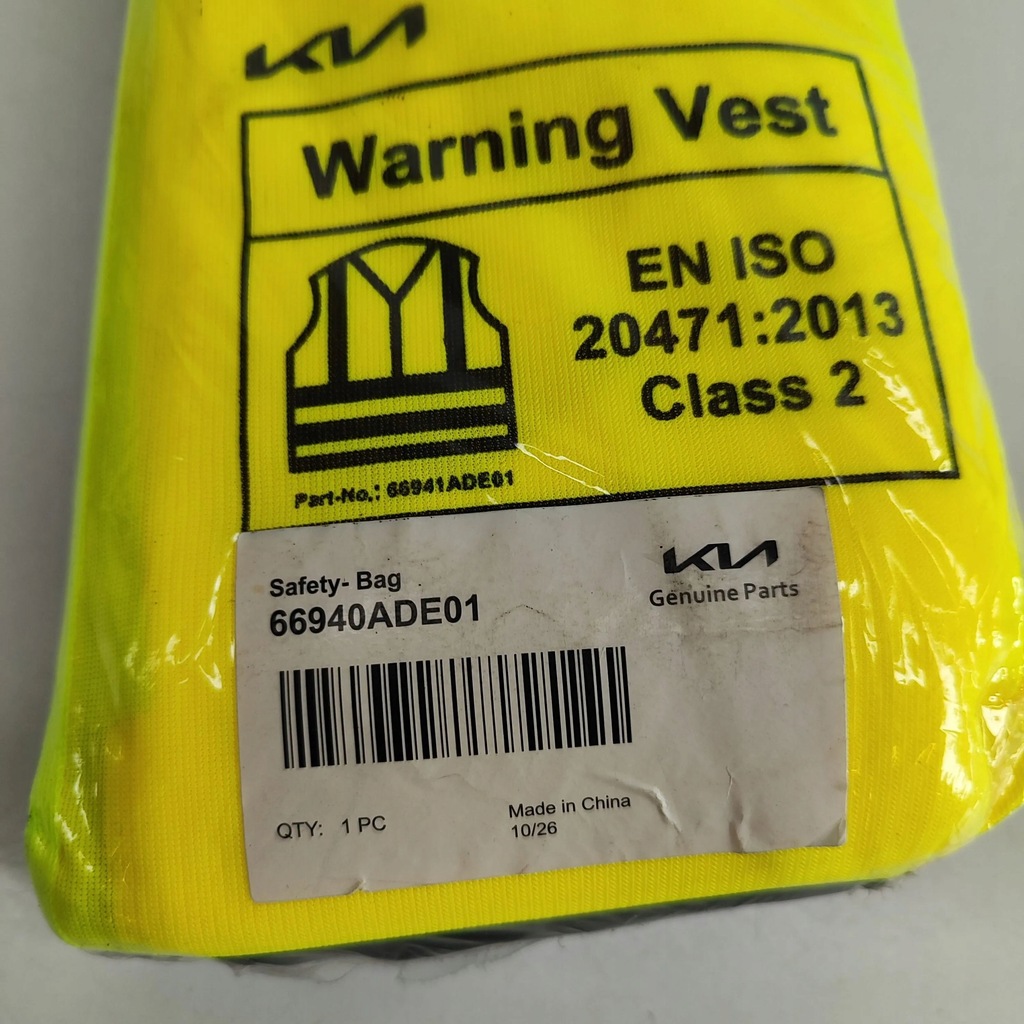 KIA
Warning Vest
EN ISO
20471:2013
Class 2
Part-No.: 66941ADE01
KIA
Genuine Parts
Safety- Bag
66940ADE01
QTY: 1 PC
Made in China
10/26